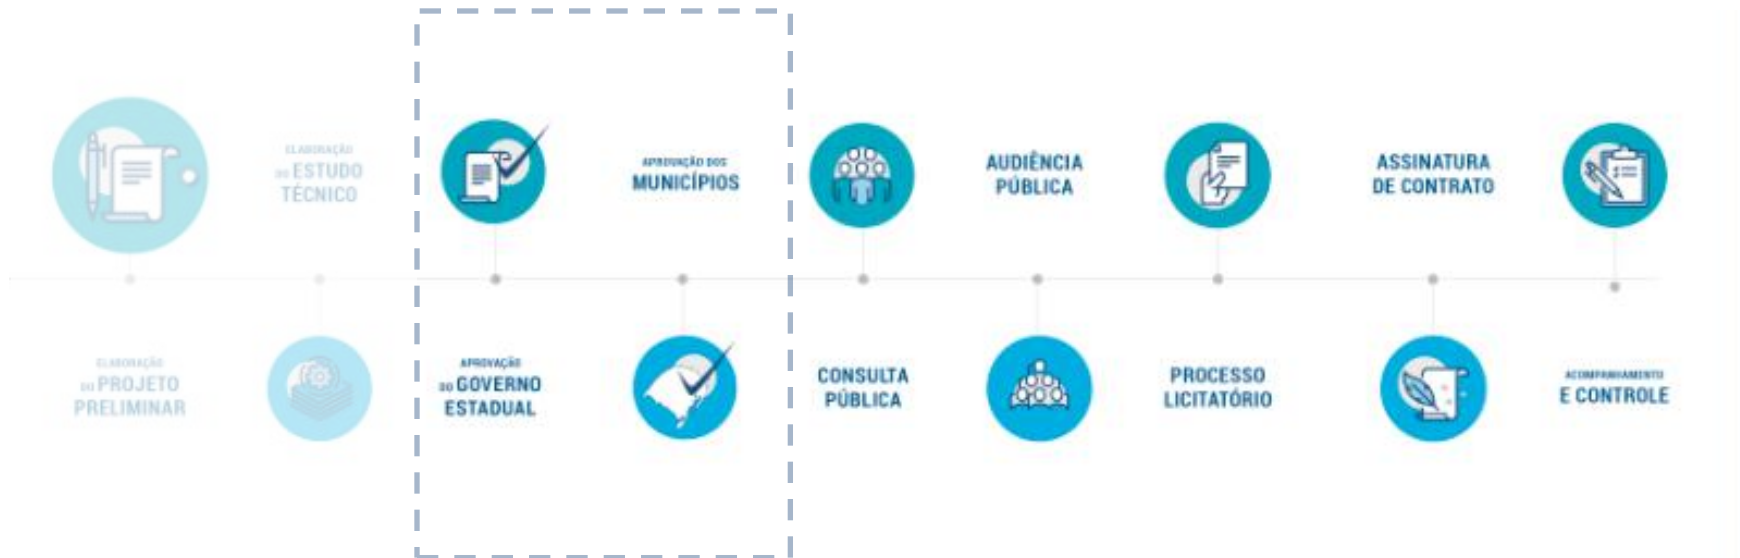 ELABORAÇÃO
DO PROJETO
PRELIMINAR
ELABORAÇÃO
DO ESTUDO
TÉCNICO
APROVAÇÃO
DO GOVERNO
ESTADUAL
APROVAÇÃO DOS
MUNICÍPIOS
CONSULTA
PÚBLICA
AUDIÊNCIA
PÚBLICA
PROCESSO
LICITATÓRIO
ASSINATURA
DE CONTRATO
ACOMPANHAMENTO
E CONTROLE